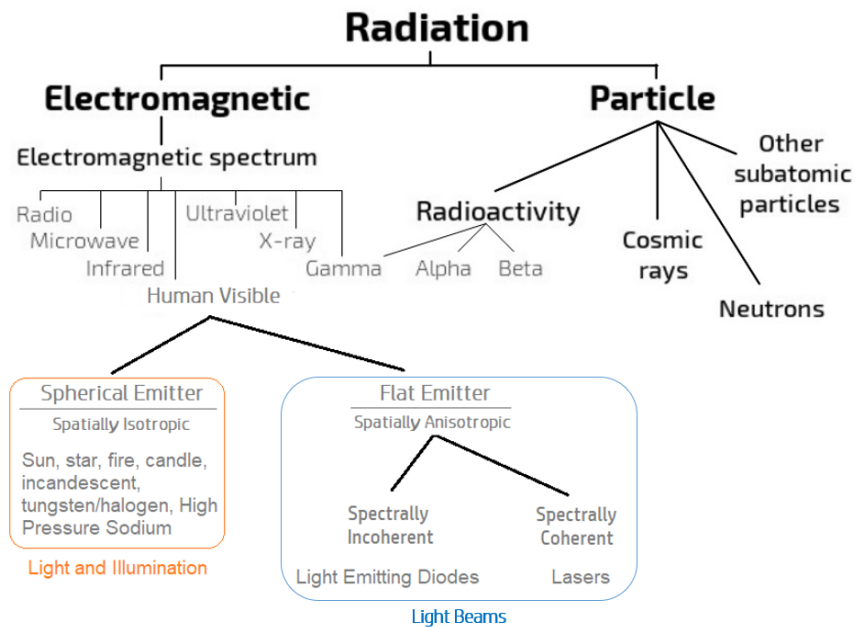 Radiation
Electromagnetic
Particle
Electromagnetic spectrum
Radio
Microwave
Infrared
Human Visible
Ultraviolet
X-ray
Gamma
Radioactivity
Alpha
Beta
Cosmic
rays
Neutrons
Other
subatomic
particles
Spherical Emitter
Spatially Isotropic
Sun, star, fire, candle,
incandescent,
tungsten/halogen, High
Pressure Sodium
Light and Illumination
Flat Emitter
Spatially Anisotropic
Spectrally
Incoherent
Light Emitting Diodes
Spectrally
Coherent
Lasers
Light Beams